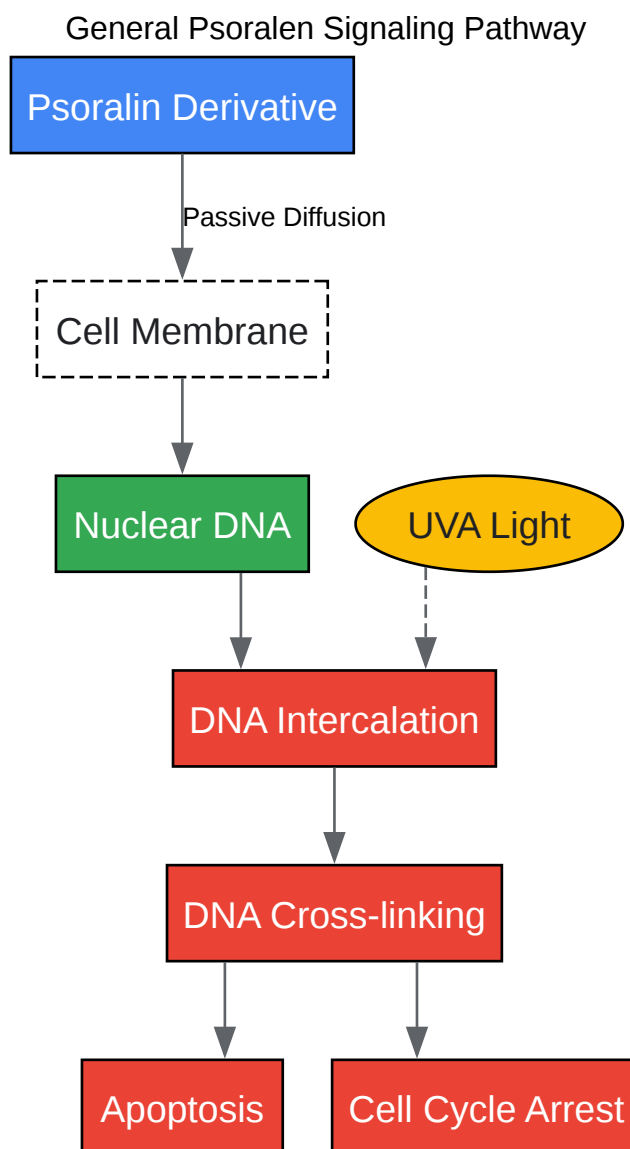 General Psoralen Signaling Pathway
Psoralin Derivative
Passive Diffusion
Cell Membrane
Nuclear DNA
UVA Light
DNA Intercalation
DNA Cross-linking
Apoptosis
Cell Cycle Arrest